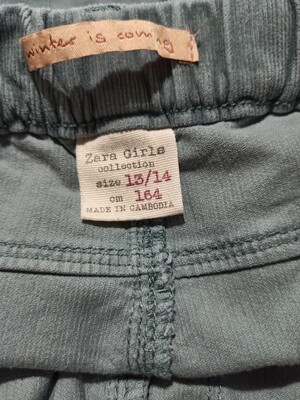 winter is coming
Zara Girls
collection
size 13/14
cm 164
MADE IN CAMBODIA